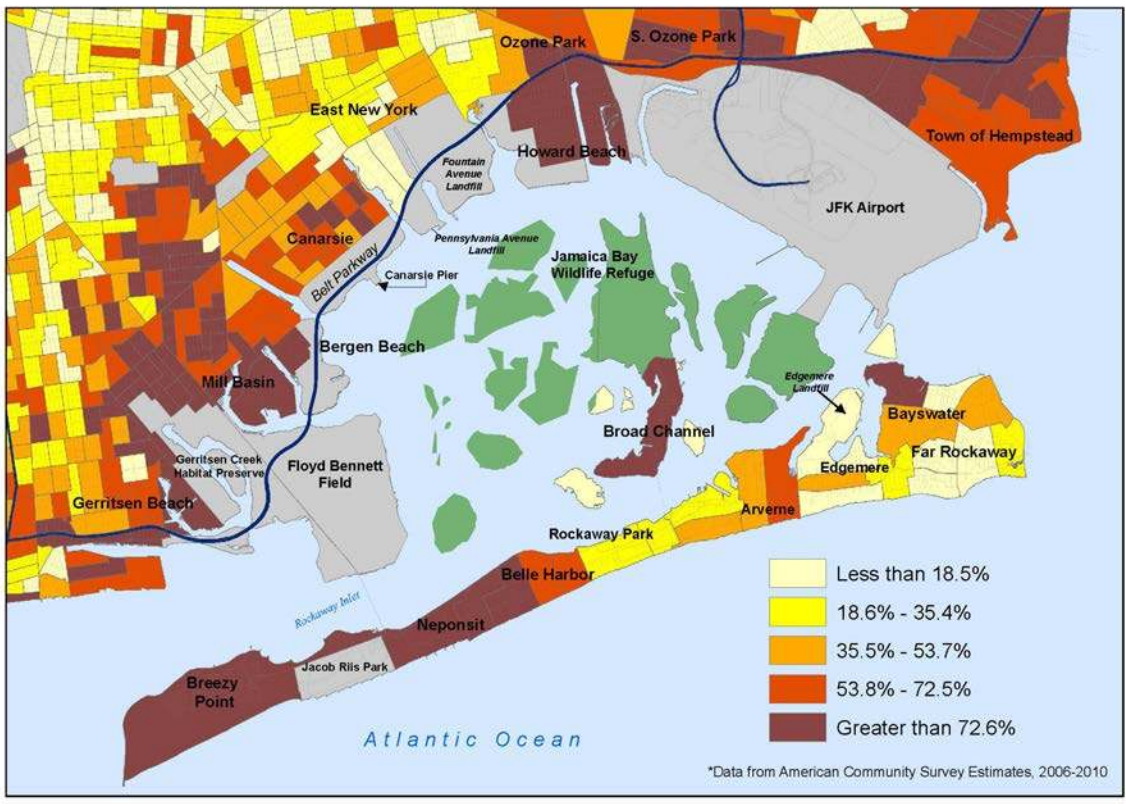 Ozone Park
S. Ozone Park
East New York
Town of Hempstead
Howard Beach
Fountain
Avenue
Landfill
JFK Airport
Canarsie
Pennsylvania Avenue
Landfill
Jamaica Bay
Wildlife Refuge
Belt Parkway
Canarsie Pier
Bergen Beach
Mill Basin
Edgemere
Landfill
Bayswater
Broad Channel
Far Rockaway
Gerritsen Creek
Habitat Preserve
Floyd Bennett
Field
Edgemere
Gerritsen Beach
Arverne
Rockaway Park
Belle Harbor
Rockaway Inlet
Neponsit
Jacob Riis Park
Breezy
Point
Atlantic Ocean
Less than 18.5%
18.6% - 35.4%
35.5% - 53.7%
53.8% - 72.5%
Greater than 72.6%
*Data from American Community Survey Estimates, 2006-2010